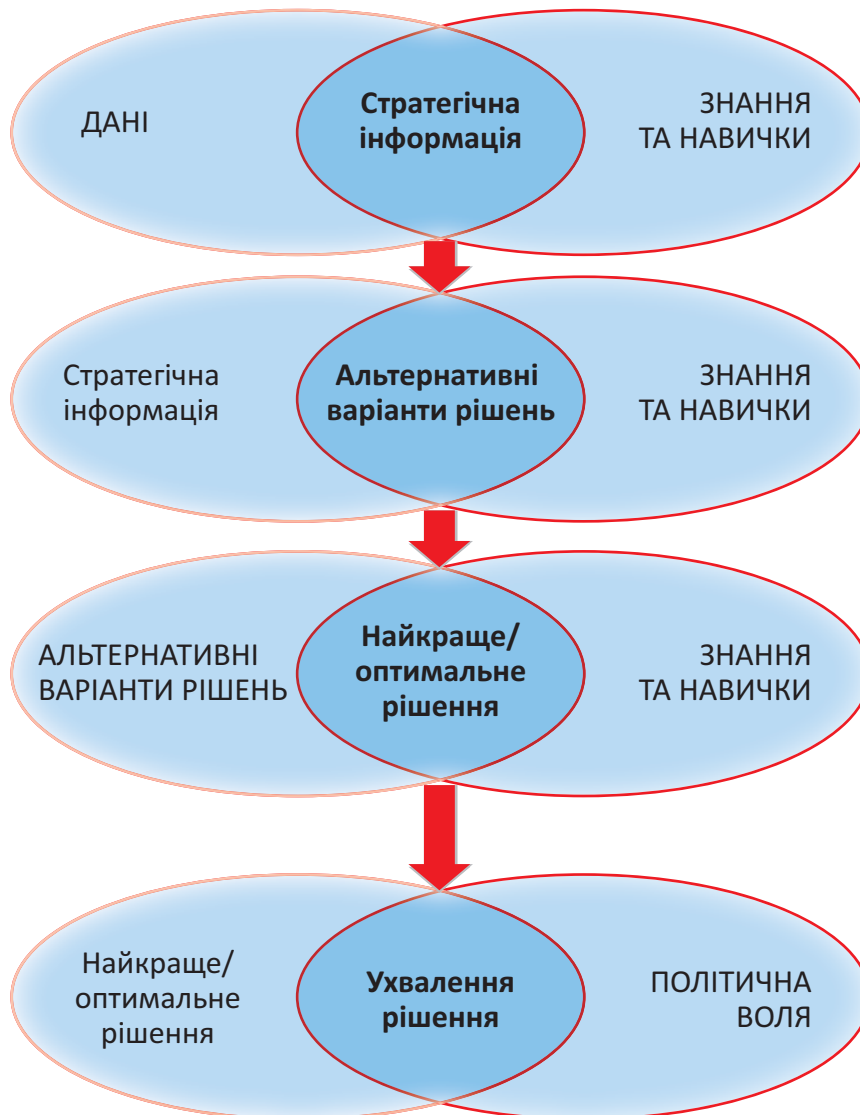 ДАНІ
Стратегічна
інформація
ЗНАННЯ
ТА НАВИЧКИ
Стратегічна
інформація
Альтернативні
варіанти рішень
ЗНАННЯ
ТА НАВИЧКИ
АЛЬТЕРНАТИВНІ
ВАРІАНТИ РІШЕНЬ
Найкраще/
оптимальне
рішення
ЗНАННЯ
ТА НАВИЧКИ
Найкраще/
оптимальне
рішення
Ухвалення
рішення
ПОЛІТИЧНА
ВОЛЯ